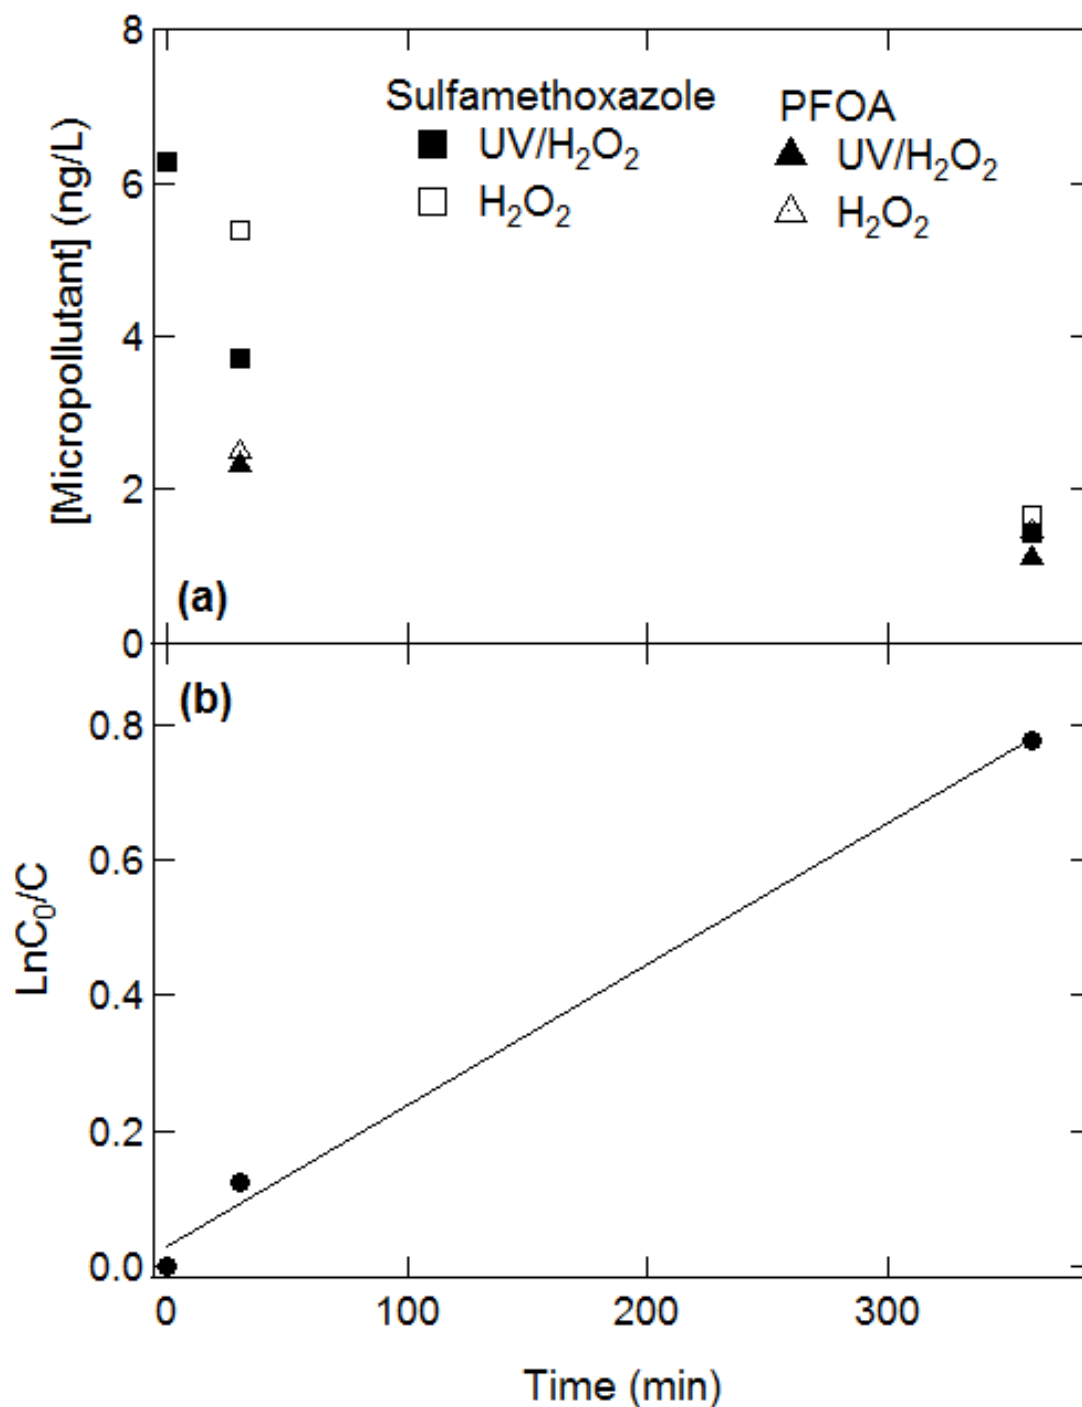 8
6
4
2
0
[Micropollutant] (ng/L)
Sulfamethoxazole
UV/H₂O₂
H₂O₂
PFOA
UV/H₂O₂
H₂O₂
(a)
(b)
0.8
0.6
0.4
0.2
0.0
LnC₀/C
0 100 200 300
Time (min)